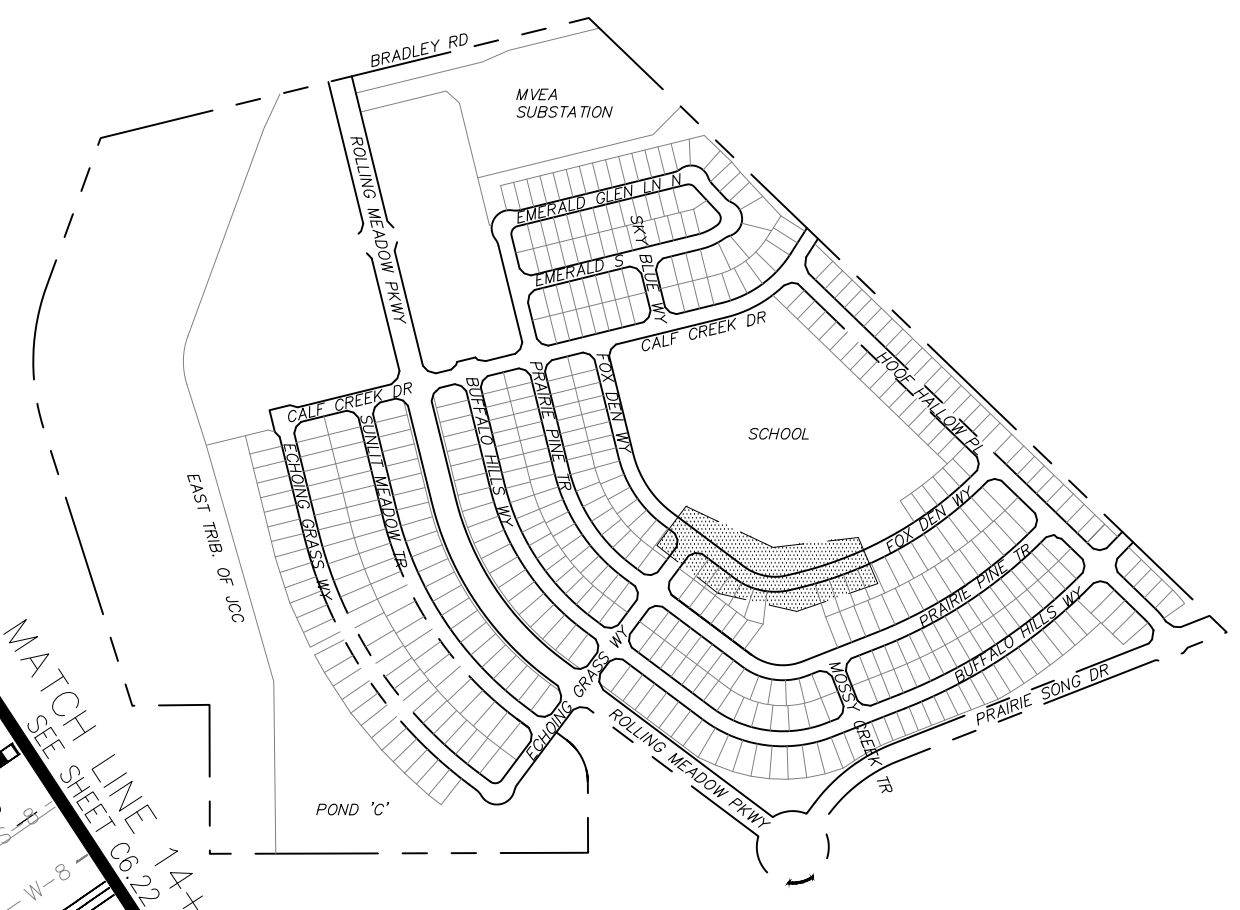 BRADLEY RD
MVEA
SUBSTATION
ROLLING MEADOW PKWY
EMERALD GLEN LN N
SKY BLUE WY
EMERALD S
CALF CREEK DR
HOOF HALLOW PL
CALF CREEK DR
BUFFALO HILLS WY
PRAIRIE PINE TR
FOX DEN WY
SCHOOL
SUNLIT MEADOW TR
ECHOING GRASS WY
EAST TRIB. OF JCC
FOX DEN WY
PRAIRIE PINE TR
BUFFALO HILLS WY
ECHOING GRASS WY
MOSSY CREEK TR
PRAIRIE SONG DR
ROLLING MEADOW PKWY
POND 'C'
MATCH LINE 14+
SEE SHEET C6.22
W-8